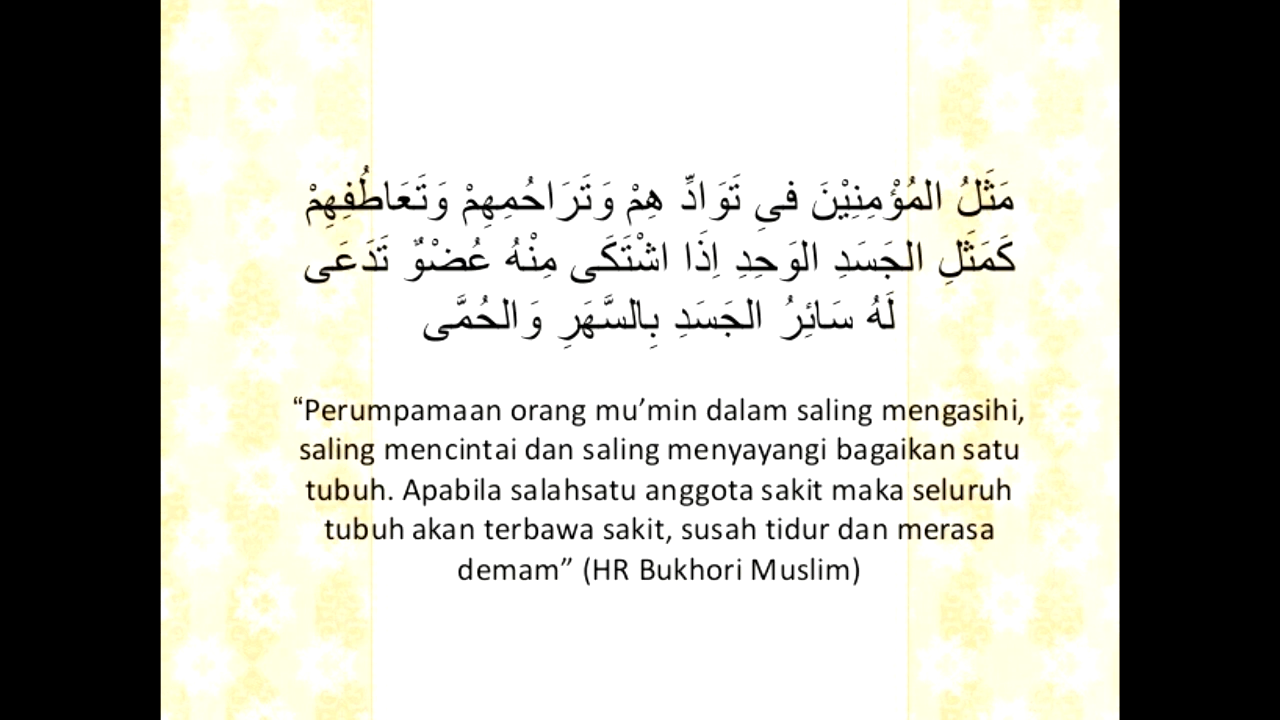 مَثَلُ المُؤْمِنِيْنَ فىِ تَوَادِّ هِمْ وَتَرَاحُمِهِمْ وَتَعَاطُفِهِمْ
كَمَثَلِ الجَسَدِ الوَحِدِ اِذَا اشْتَكَى مِنْهُ عُضْوٌ تَدَعَى
لَهُ سَائِرُ الجَسَدِ بِالسَّهَرِ وَالحُمَّى
“Perumpamaan orang mu’min dalam saling mengasihi,
saling mencintai dan saling menyayangi bagaikan satu
tubuh. Apabila salahsatu anggota sakit maka seluruh
tubuh akan terbawa sakit, susah tidur dan merasa
demam” (HR Bukhori Muslim)